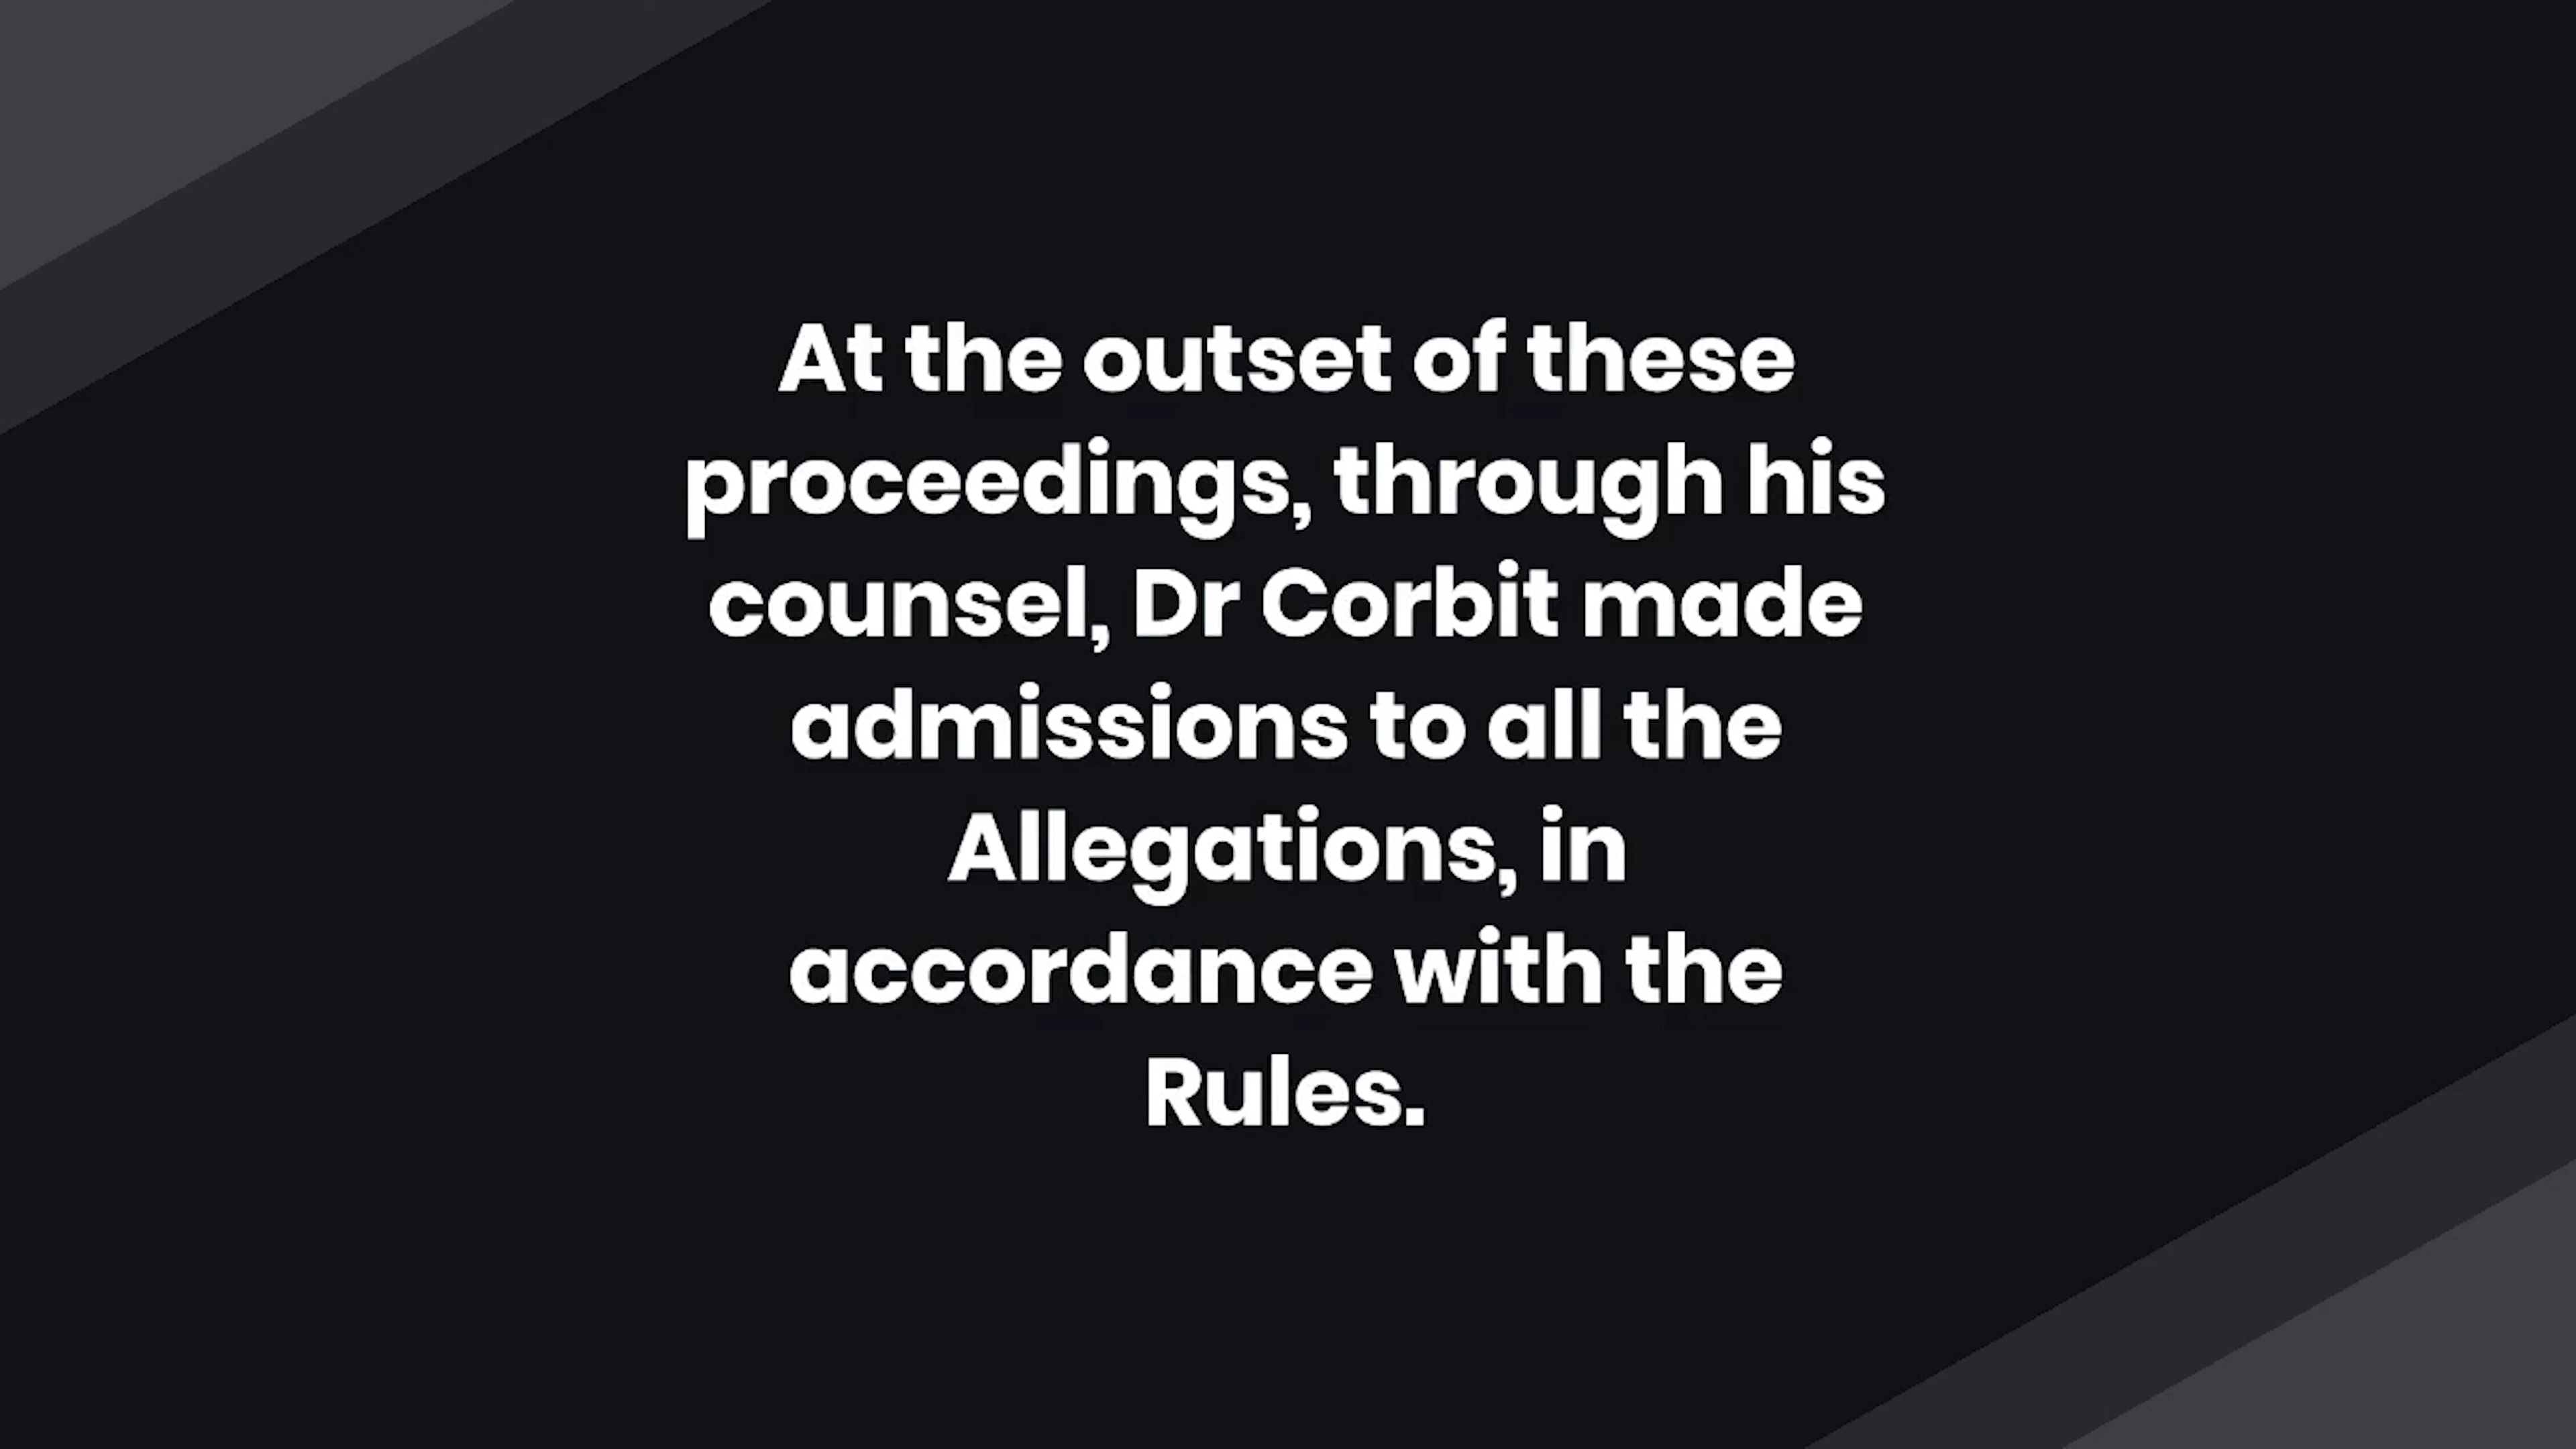 At the outset of these
proceedings, through his
counsel, Dr Corbit made
admissions to all the
Allegations, in
accordance with the
Rules.